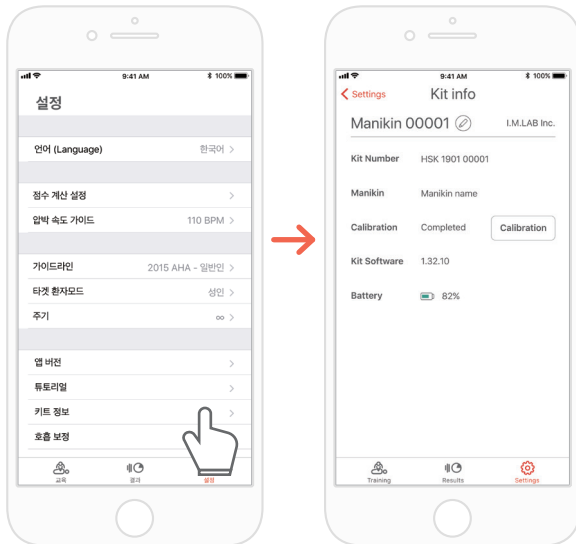 9:41 AM 100%
설정
언어 (Language) 한국어
점수 계산 설정
압박 속도 가이드 110 BPM
가이드라인 2015 AHA - 일반인
타겟 환자모드 성인
주기 ∞
앱 버전
튜토리얼
키트 정보
호흡 보정
교육 결과 설정
9:41 AM 100%
Settings Kit info
Manikin 00001 I.M.LAB Inc.
Kit Number HSK 1901 00001
Manikin Manikin name
Calibration Completed Calibration
Kit Software 1.32.10
Battery 82%
Training Results Settings